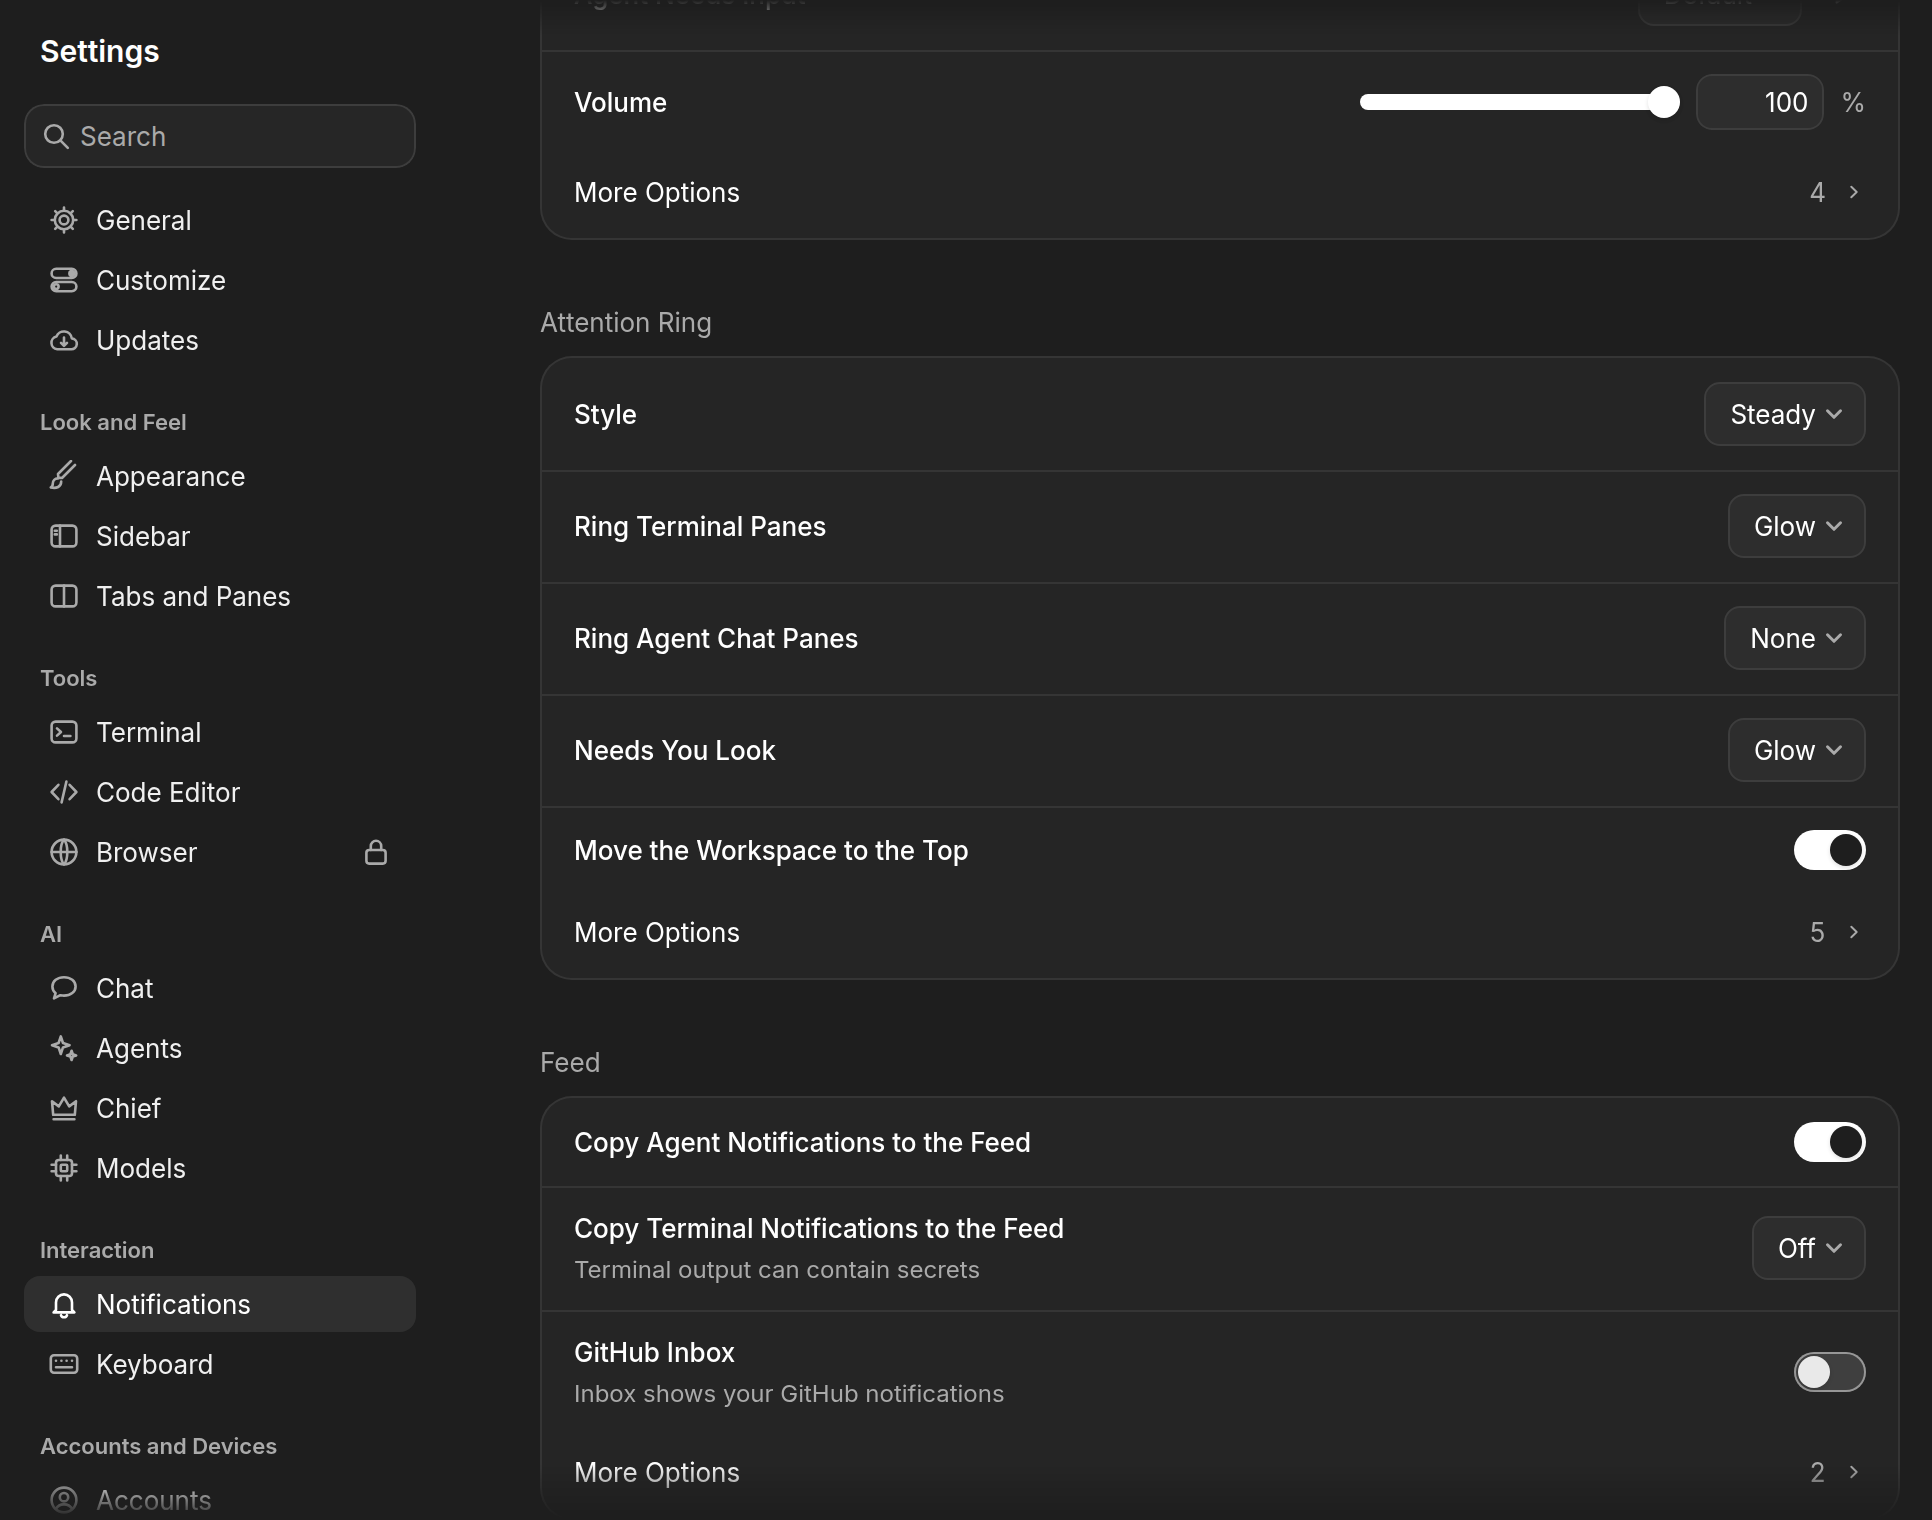 Settings
Search
General
Customize
Updates
Look and Feel
Appearance
Sidebar
Tabs and Panes
Tools
Terminal
Code Editor
Browser
AI
Chat
Agents
Chief
Models
Interaction
Notifications
Keyboard
Accounts and Devices
Accounts
Agent Needs Input Default
Volume 100 %
More Options 4
Attention Ring
Style Steady
Ring Terminal Panes Glow
Ring Agent Chat Panes None
Needs You Look Glow
Move the Workspace to the Top
More Options 5
Feed
Copy Agent Notifications to the Feed
Copy Terminal Notifications to the Feed Off
Terminal output can contain secrets
GitHub Inbox
Inbox shows your GitHub notifications
More Options 2